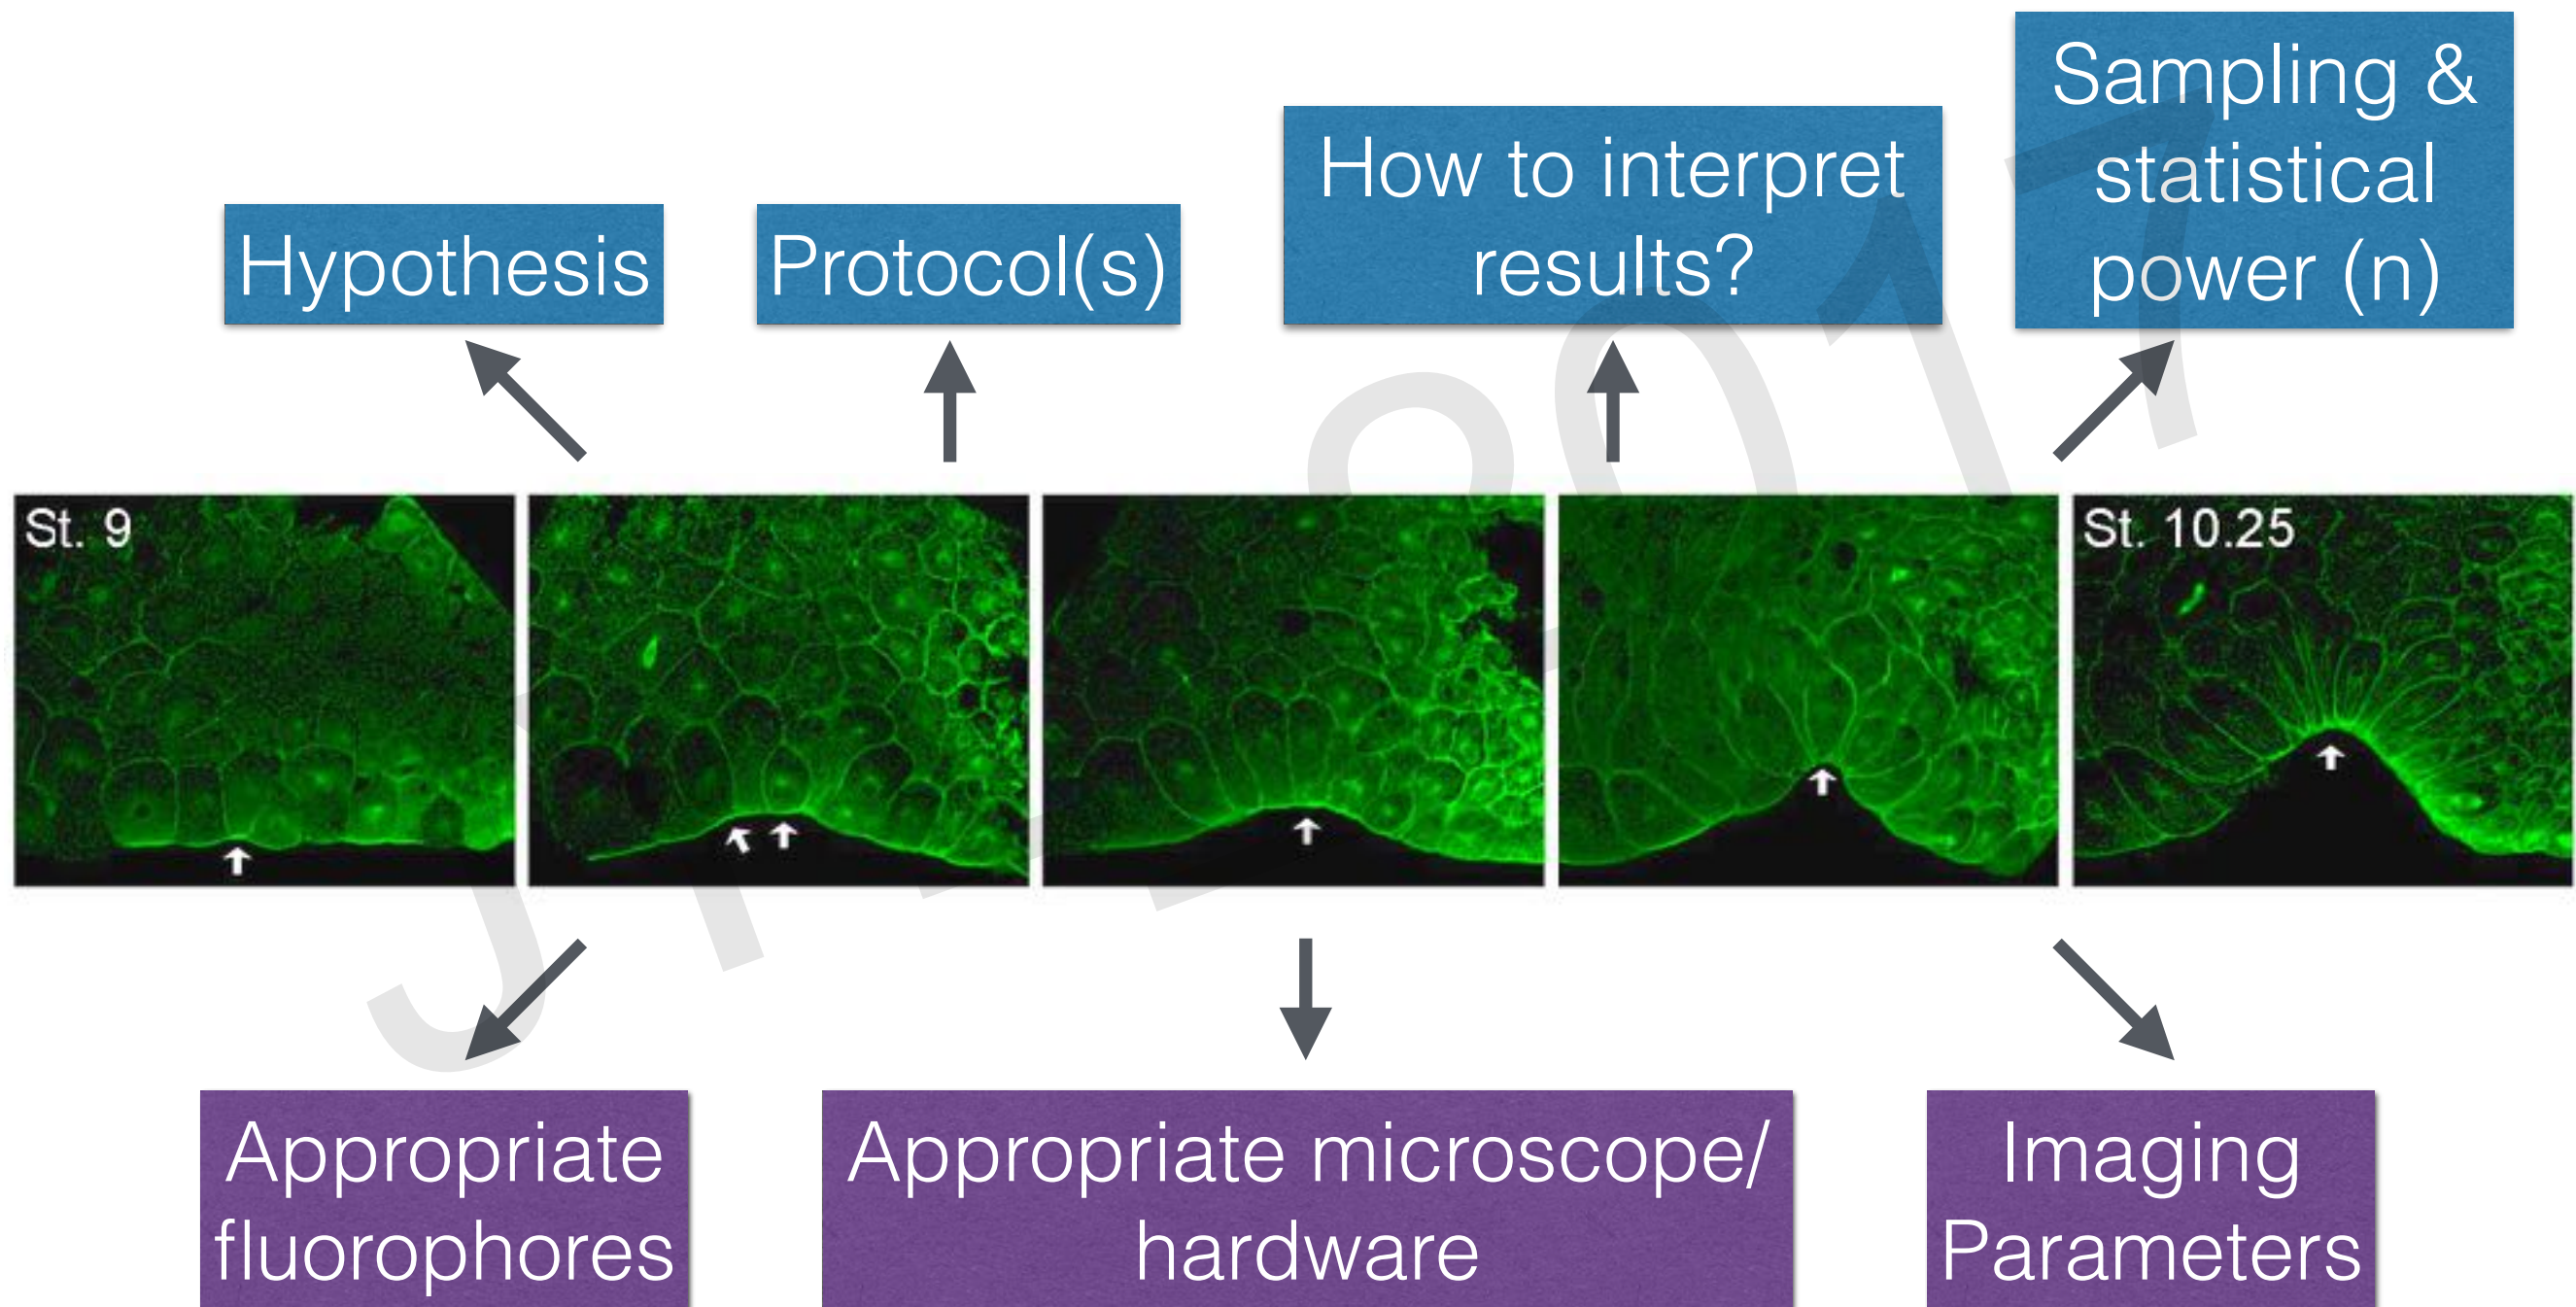 Sampling &
statistical
power (n)
How to interpret
results?
Hypothesis
Protocol(s)
St. 9
St. 10.25
Appropriate
fluorophores
Appropriate microscope/
hardware
Imaging
Parameters
2017